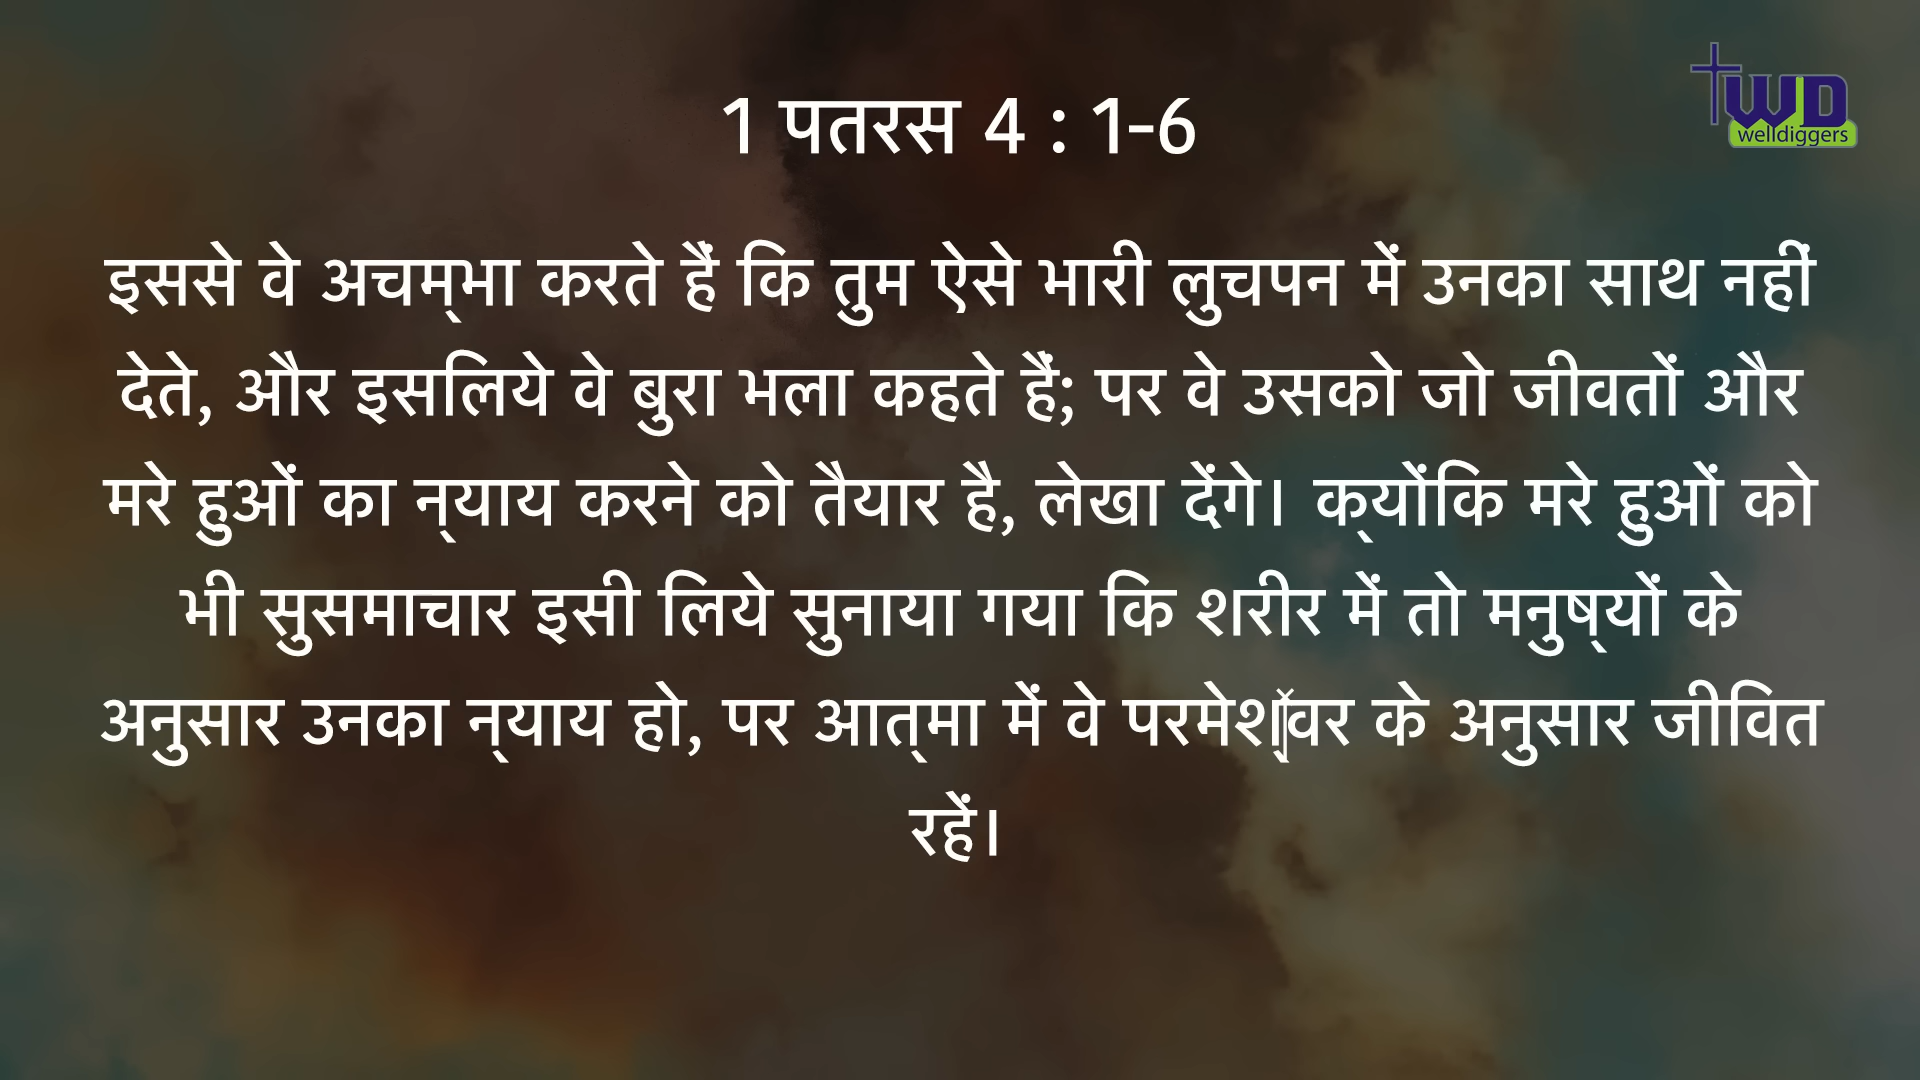 1 पतरस 4 : 1-6
WD
welldiggers
इससे वे अचम्‌भा करते हैं कि तुम ऐसे भारी लुचपन में उनका साथ नहीं
देते, और इसलिये वे बुरा भला कहते हैं; पर वे उसको जो जीवतों और
मरे हुओं का न्‌याय करने को तैयार है, लेखा देंगे। क्‌योंकि मरे हुओं को
भी सुसमाचार इसी लिये सुनाया गया कि शरीर में तो मनुष्‌यों के
अनुसार उनका न्‌याय हो, पर आत्‌मा में वे परमेश्‍वर के अनुसार जीवित
रहें।